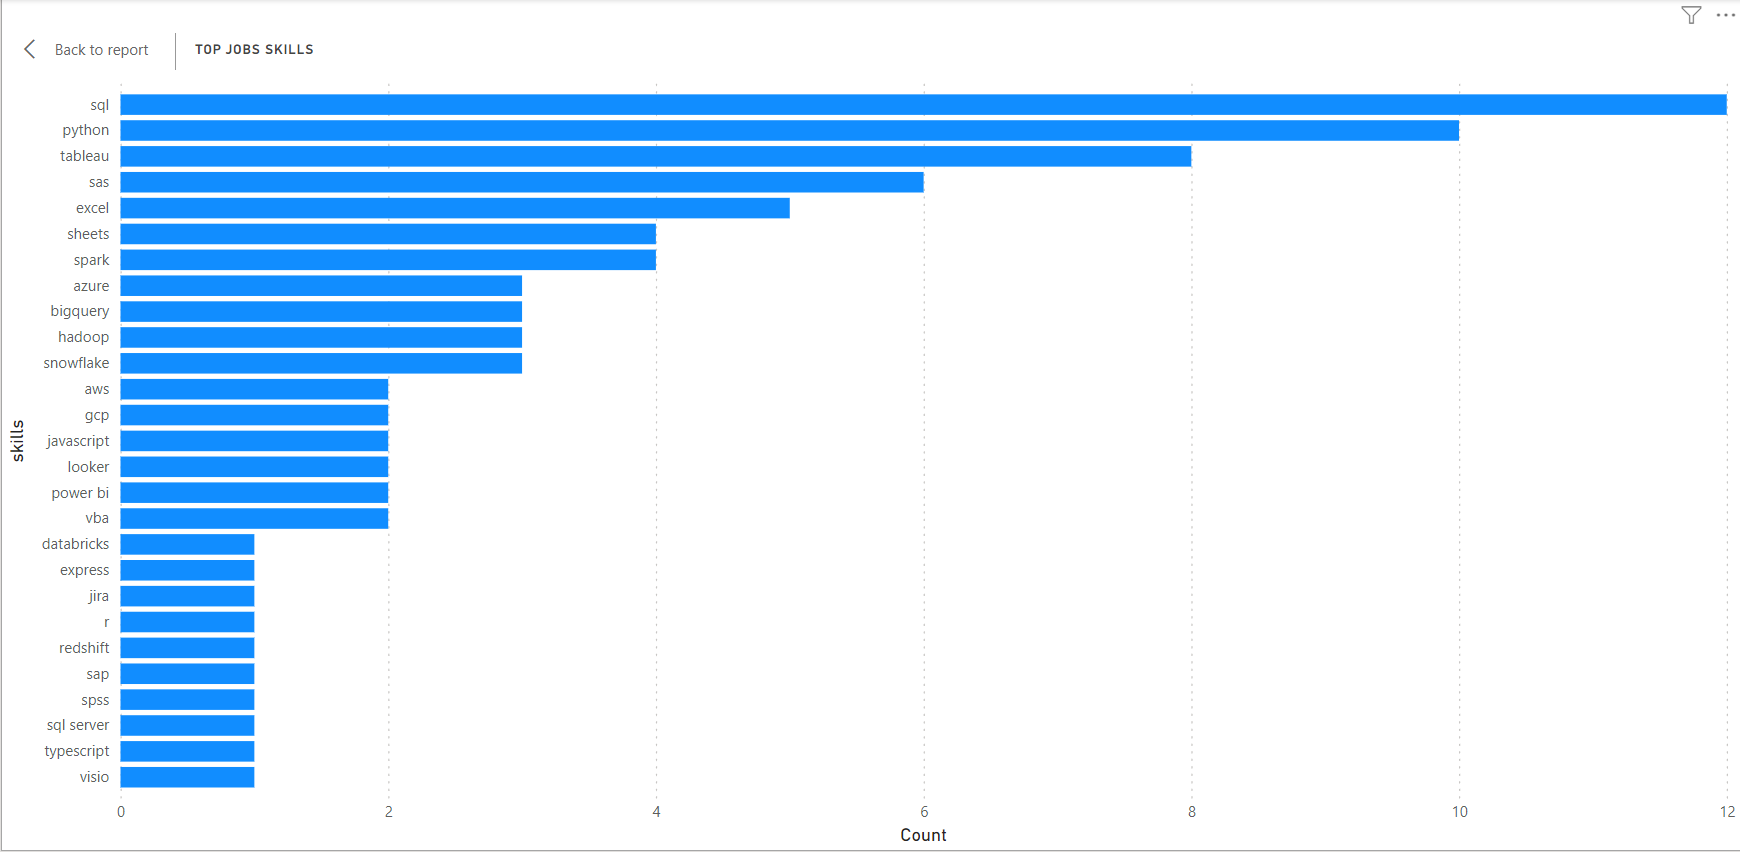 Back to report
TOP JOBS SKILLS
sql
python
tableau
sas
excel
sheets
spark
azure
bigquery
hadoop
snowflake
aws
gcp
javascript
looker
power bi
vba
databricks
express
jira
r
redshift
sap
spss
sql server
typescript
visio
skills
0 2 4 6 8 10 12
Count